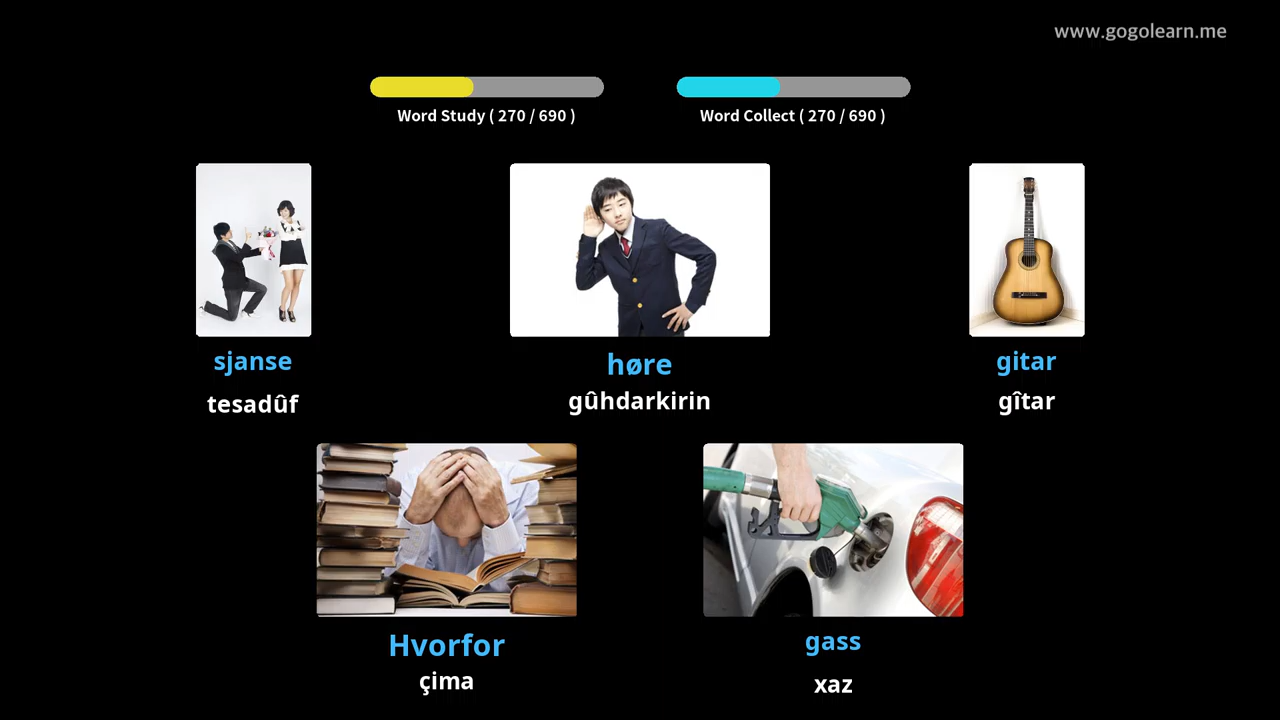 www.gogolearn.me
Word Study ( 270 / 690 )
Word Collect ( 270 / 690 )
sjanse
tesadûf
høre
gûhdarkirin
gitar
gîtar
Hvorfor
çima
gass
xaz